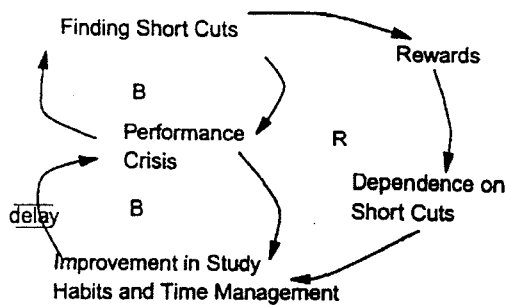 Finding Short Cuts
Rewards
B
Performance
Crisis
R
Dependence on
Short Cuts
B
delay
Improvement in Study
Habits and Time Management